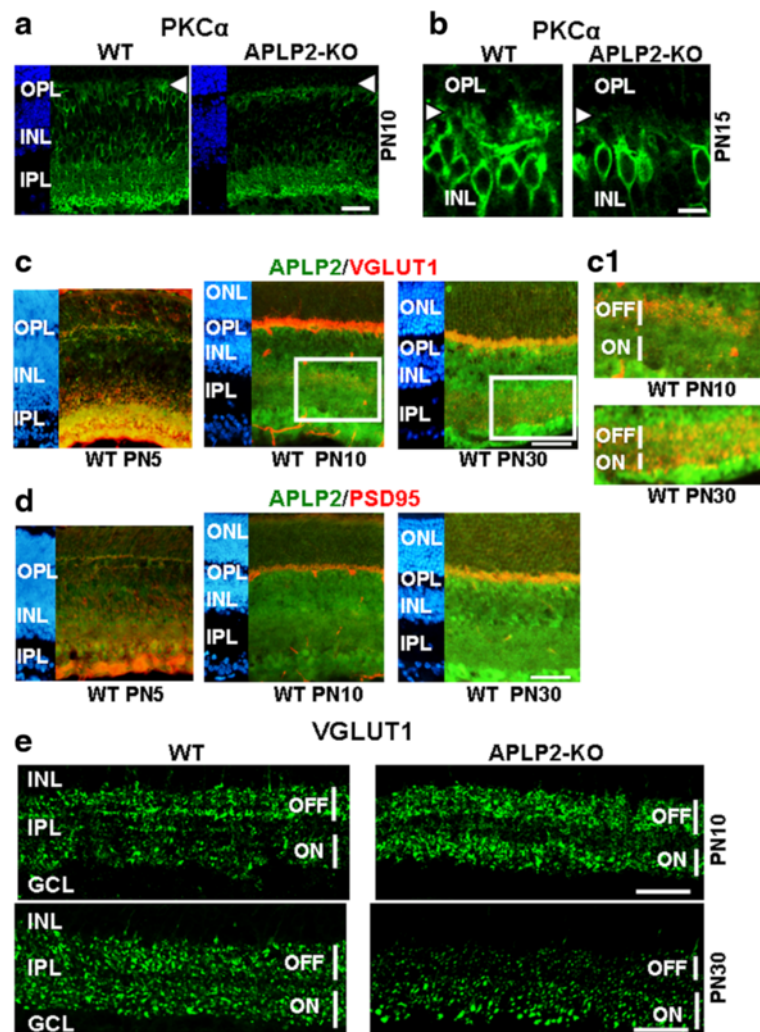 a
PKCα
WT APLP2-KO
OPL
INL
IPL
PN10
b
PKCα
WT APLP2-KO
OPL OPL
INL INL
PN15
c
APLP2/VGLUT1
OPL
INL
IPL
WT PN5
ONL
OPL
INL
IPL
WT PN10
ONL
OPL
INL
IPL
WT PN30
c1
OFF
ON
WT PN10
OFF
ON
WT PN30
d
APLP2/PSD95
OPL
INL
IPL
WT PN5
ONL
OPL
INL
IPL
WT PN10
ONL
OPL
INL
IPL
WT PN30
e
VGLUT1
WT APLP2-KO
INL
IPL
GCL
OFF
ON
OFF
ON
PN10
INL
IPL
GCL
OFF
ON
OFF
ON
PN30